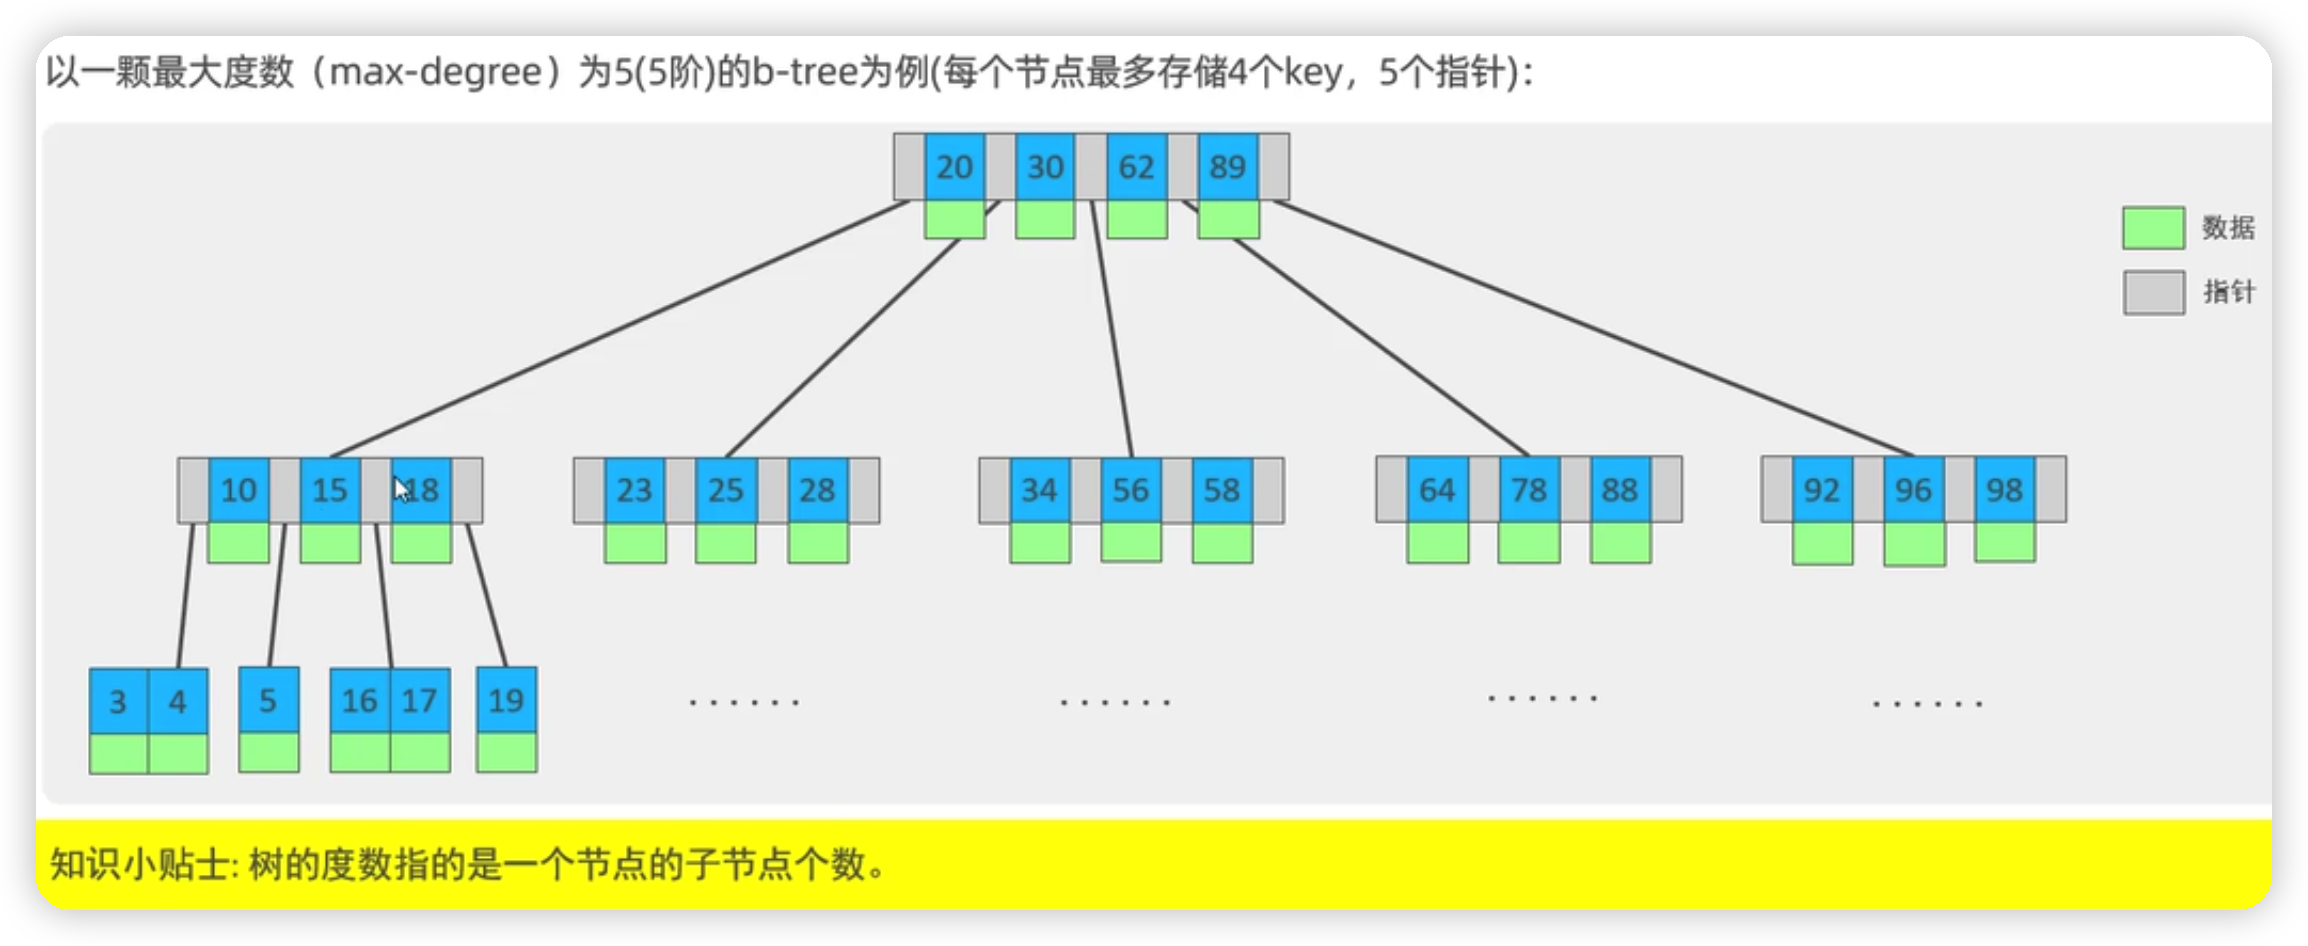 以一颗最大度数（max-degree）为5(5阶)的b-tree为例(每个节点最多存储4个key，5个指针)：
20 30 62 89
数据
指针
10 15 18 23 25 28 34 56 58 64 78 88 92 96 98
3 4 5 16 17 19 ...... ...... ...... ......
知识小贴士: 树的度数指的是一个节点的子节点个数。